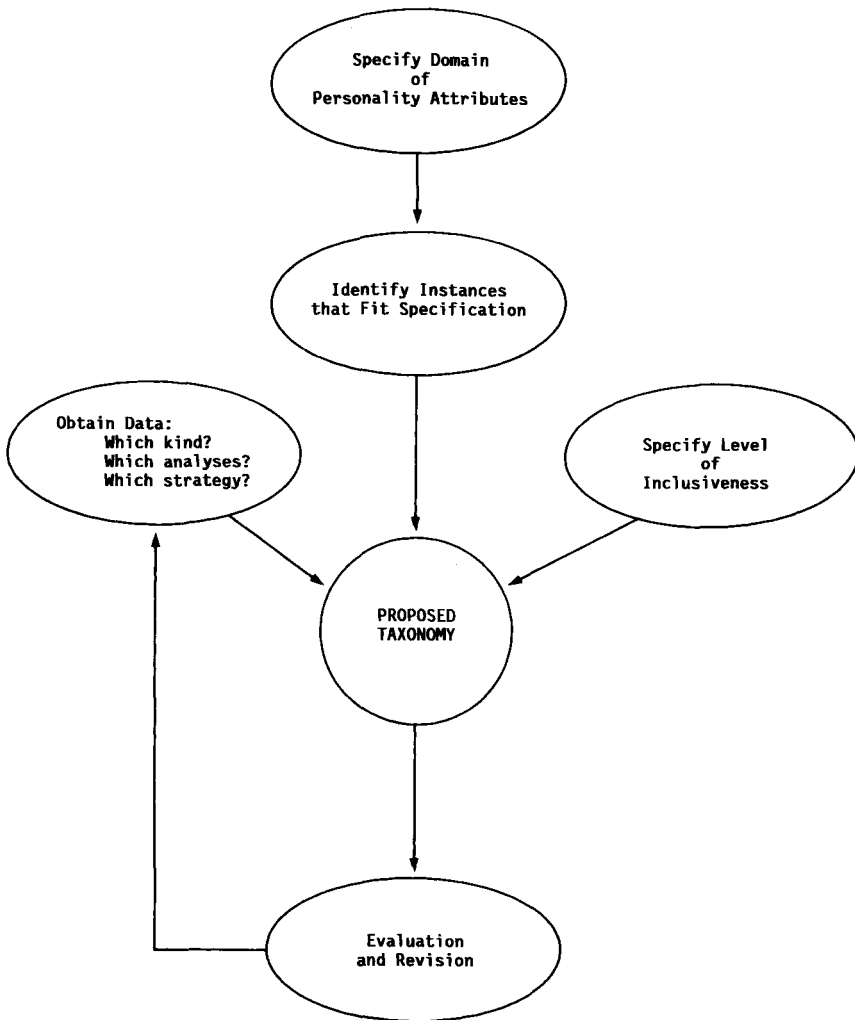 Specify Domain
of
Personality Attributes
Identify Instances
that Fit Specification
Obtain Data:
Which kind?
Which analyses?
Which strategy?
Specify Level
of
Inclusiveness
PROPOSED
TAXONOMY
Evaluation
and Revision